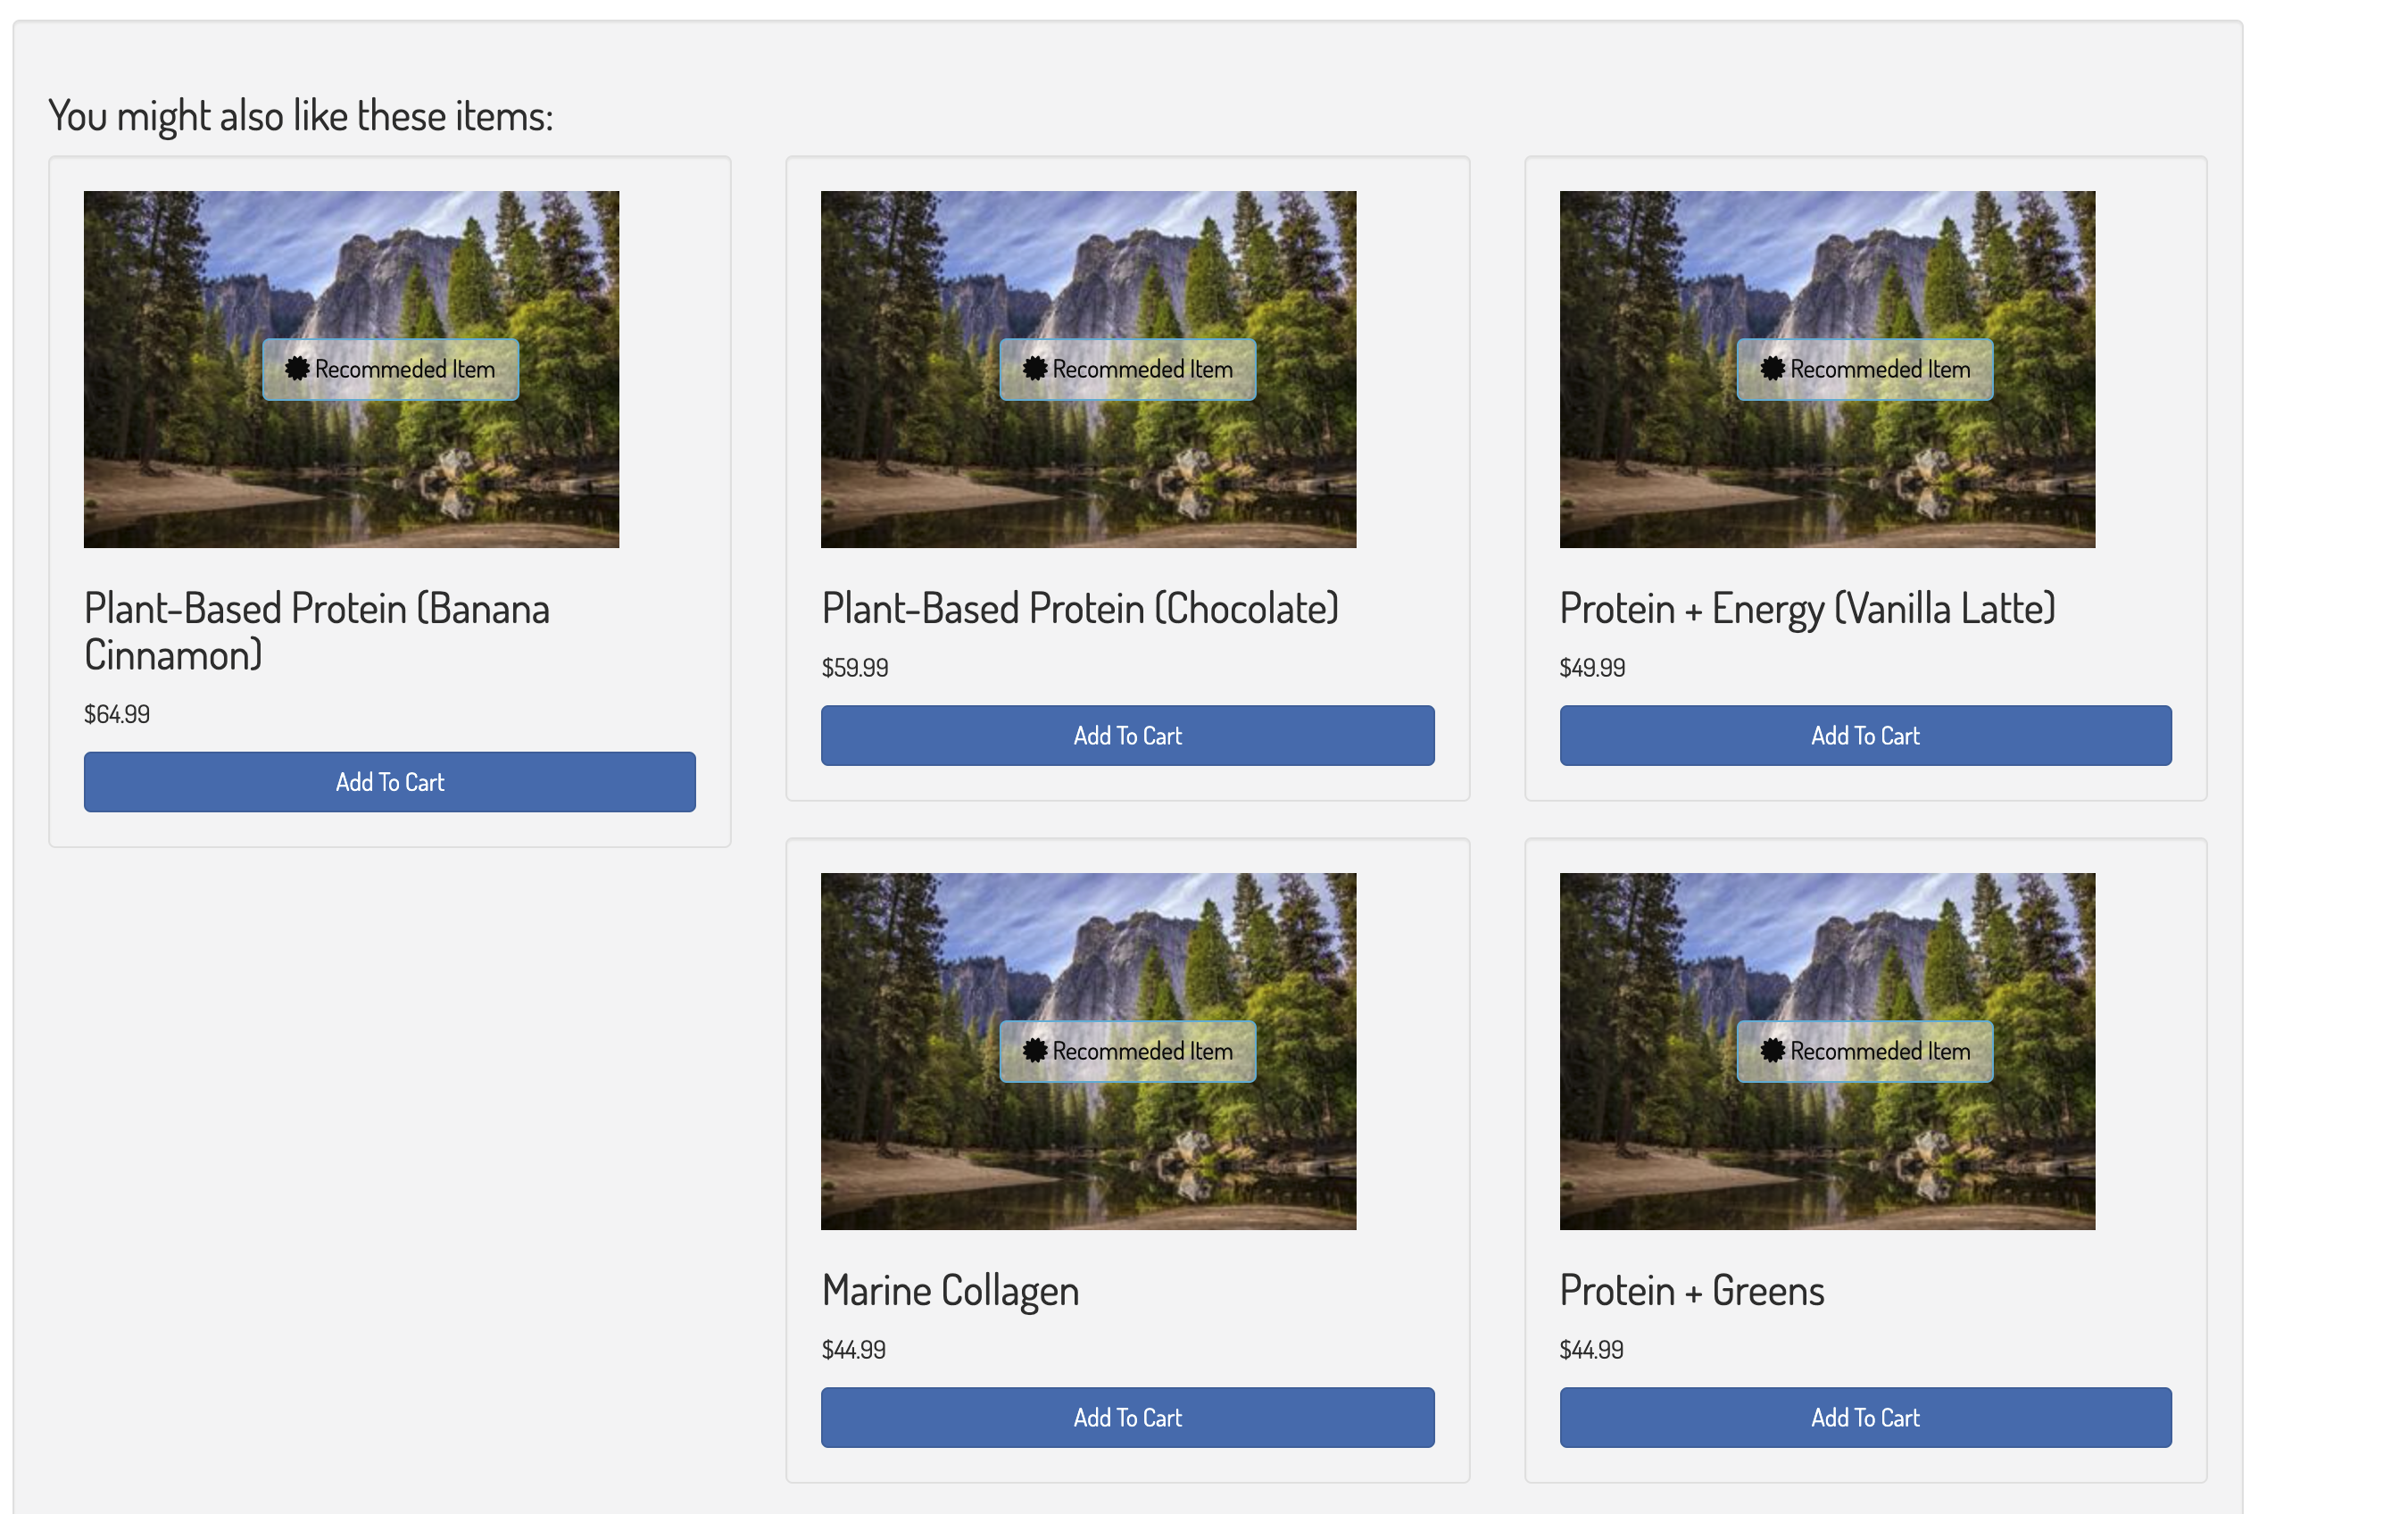 You might also like these items:
Recommeded Item
Plant-Based Protein (Banana
Cinnamon)
$64.99
Add To Cart
Recommeded Item
Plant-Based Protein (Chocolate)
$59.99
Add To Cart
Recommeded Item
Protein + Energy (Vanilla Latte)
$49.99
Add To Cart
Recommeded Item
Marine Collagen
$44.99
Add To Cart
Recommeded Item
Protein + Greens
$44.99
Add To Cart